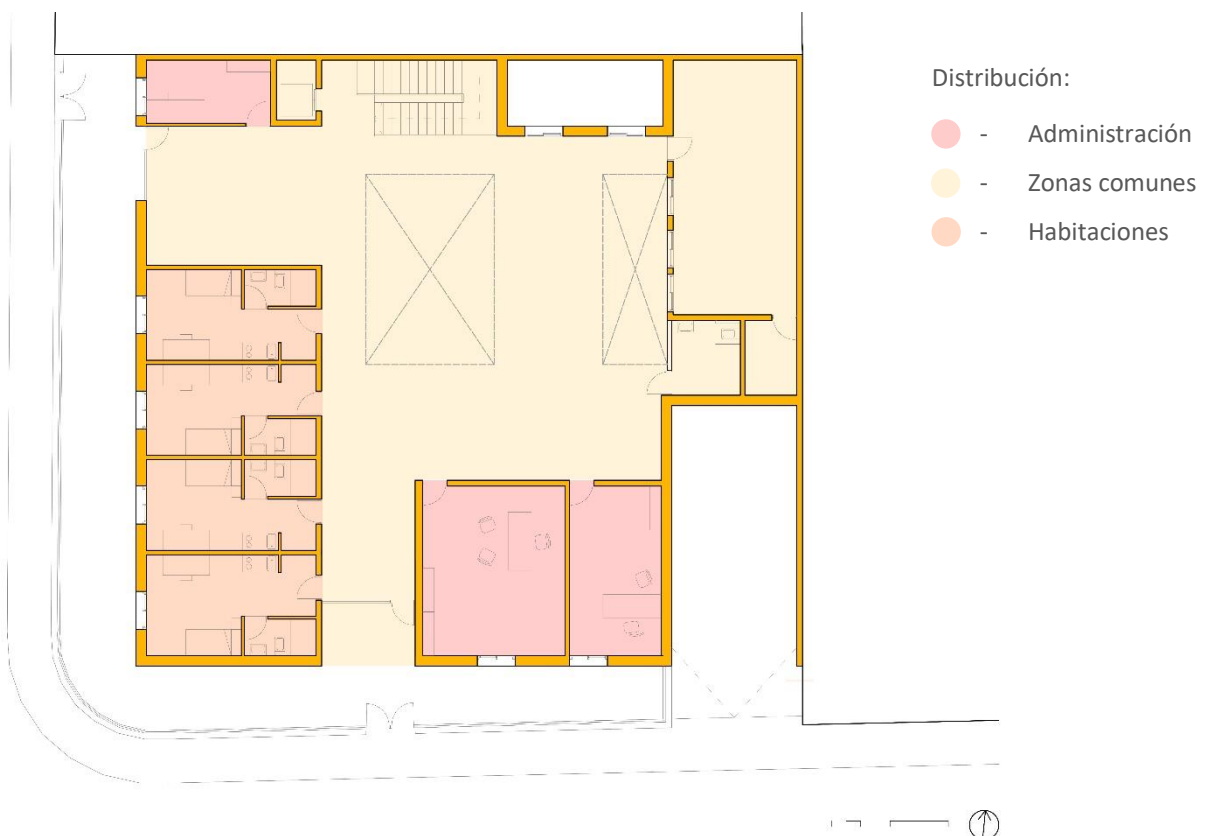 Distribución:
- Administración
- Zonas comunes
- Habitaciones